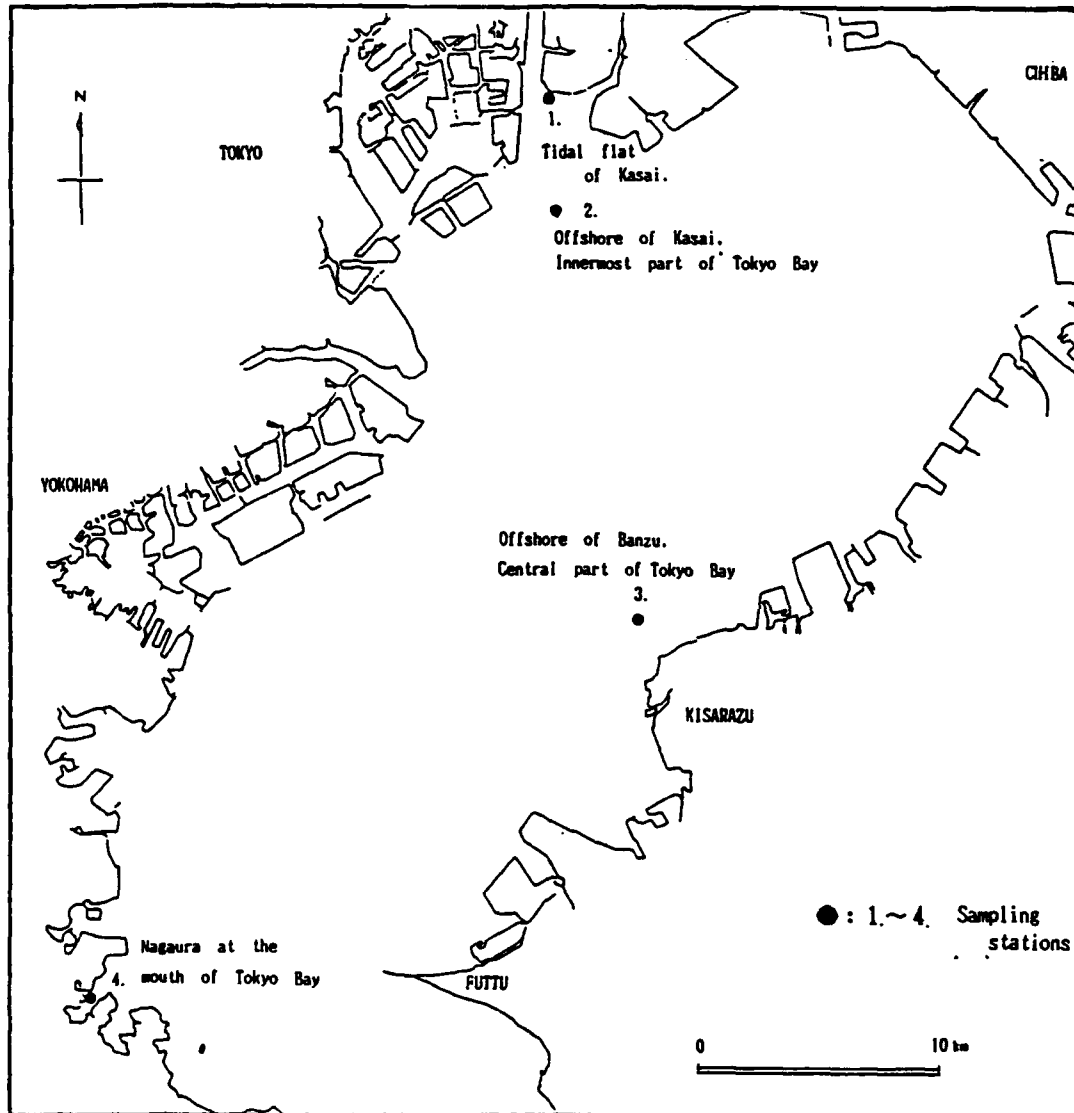 N
CIHBA
TOKYO
1.
Tidal flat
of Kasai.
2.
Offshore of Kasai.
Innermost part of Tokyo Bay
YOKOHAMA
Offshore of Banzu.
Central part of Tokyo Bay
3.
KISARAZU
●: 1.~4. Sampling
stations
Nagaura at the
4. mouth of Tokyo Bay
FUTTU
0 10 km